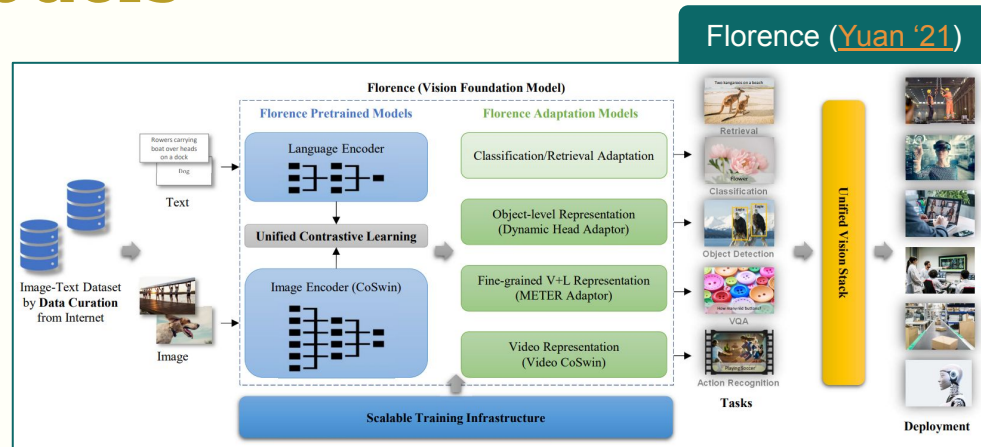 Florence (Yuan ‘21)
Florence (Vision Foundation Model)
Florence Pretrained Models
Florence Adaptation Models
Rowers carrying
boat over heads
on a dock
Dog
Text
Image-Text Dataset
by Data Curation
from Internet
Image
Language Encoder
Unified Contrastive Learning
Image Encoder (CoSwin)
Classification/Retrieval Adaptation
Object-level Representation
(Dynamic Head Adaptor)
Fine-grained V+L Representation
(METER Adaptor)
Video Representation
(Video CoSwin)
Scalable Training Infrastructure
Two kangaroos on a beach
Retrieval
Flower
Classification
Object Detection
How many red buttons?
VQA
Playing Soccer
Action Recognition
Tasks
Unified Vision Stack
Deployment